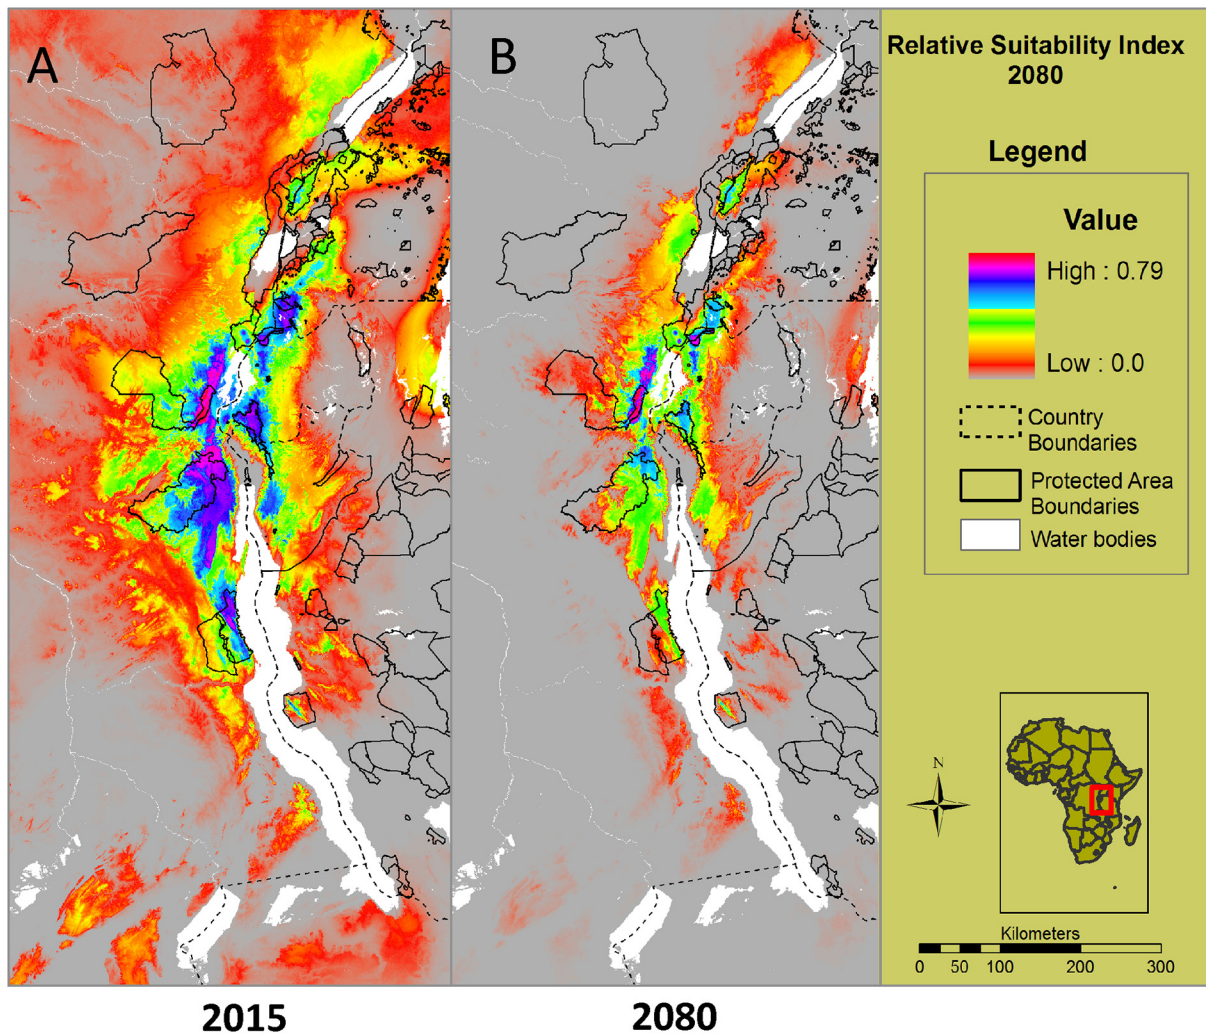 A
B
Relative Suitability Index
2080
Legend
Value
High : 0.79
Low : 0.0
Country
Boundaries
Protected Area
Boundaries
Water bodies
N
Kilometers
0 50 100 200 300
2015
2080